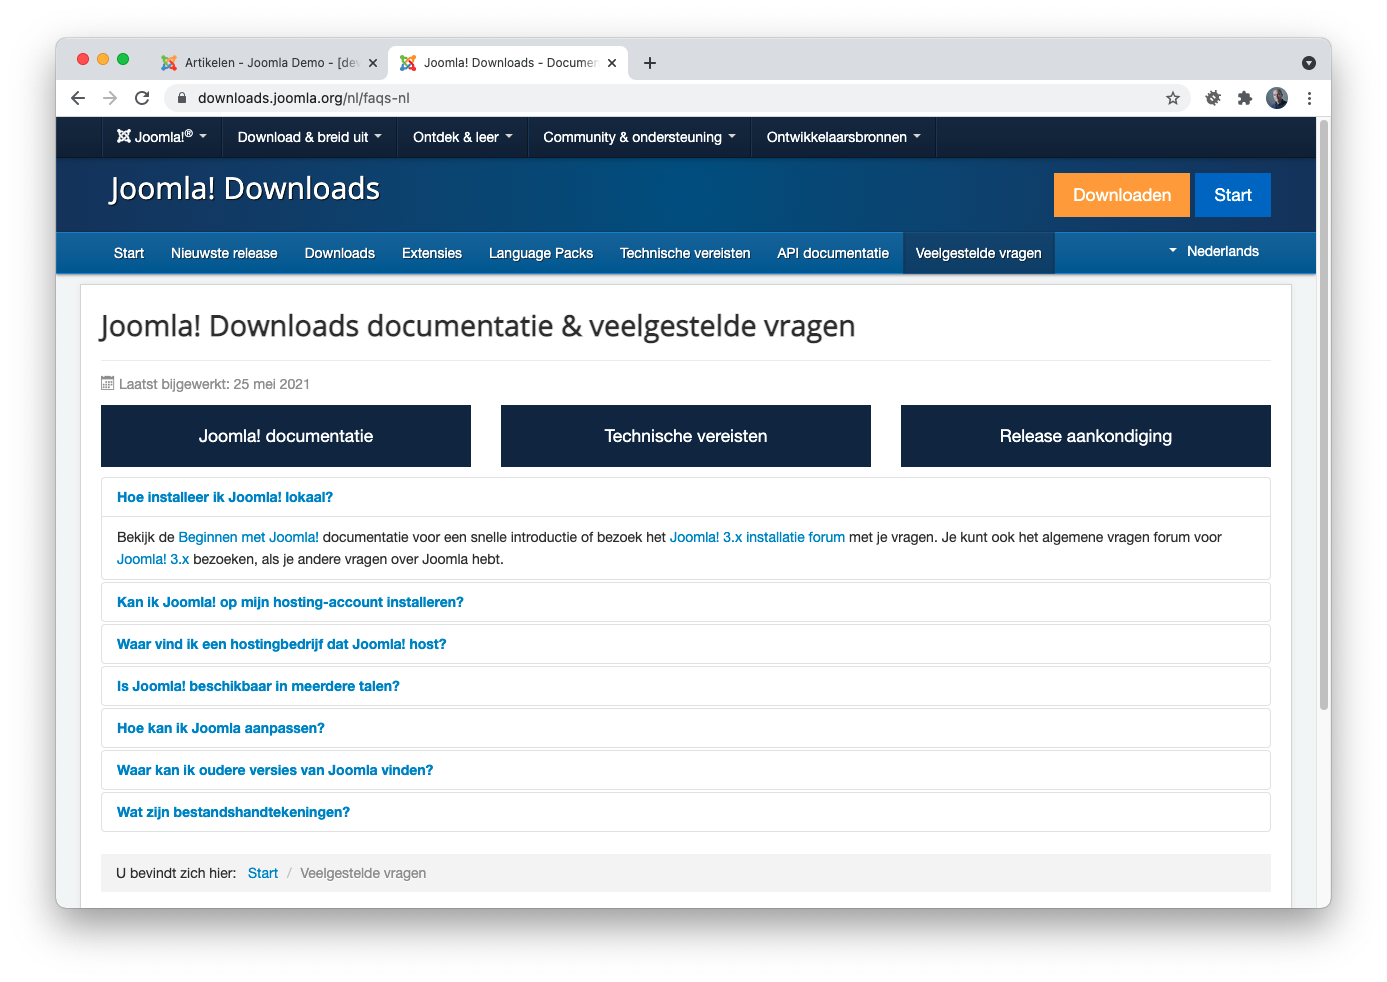 Artikelen - Joomla Demo - [dev
Joomla! Downloads - Documen
downloads.joomla.org/nl/faqs-nl
Joomla!® Download & breid uit Ontdek & leer Community & ondersteuning Ontwikkelaarsbronnen
Joomla! Downloads
Downloaden Start
Start Nieuwste release Downloads Extensies Language Packs Technische vereisten API documentatie Veelgestelde vragen Nederlands
Joomla! Downloads documentatie & veelgestelde vragen
Laatst bijgewerkt: 25 mei 2021
Joomla! documentatie Technische vereisten Release aankondiging
Hoe installeer ik Joomla! lokaal?
Bekijk de Beginnen met Joomla! documentatie voor een snelle introductie of bezoek het Joomla! 3.x installatie forum met je vragen. Je kunt ook het algemene vragen forum voor
Joomla! 3.x bezoeken, als je andere vragen over Joomla hebt.
Kan ik Joomla! op mijn hosting-account installeren?
Waar vind ik een hostingbedrijf dat Joomla! host?
Is Joomla! beschikbaar in meerdere talen?
Hoe kan ik Joomla aanpassen?
Waar kan ik oudere versies van Joomla vinden?
Wat zijn bestandshandtekeningen?
U bevindt zich hier: Start / Veelgestelde vragen